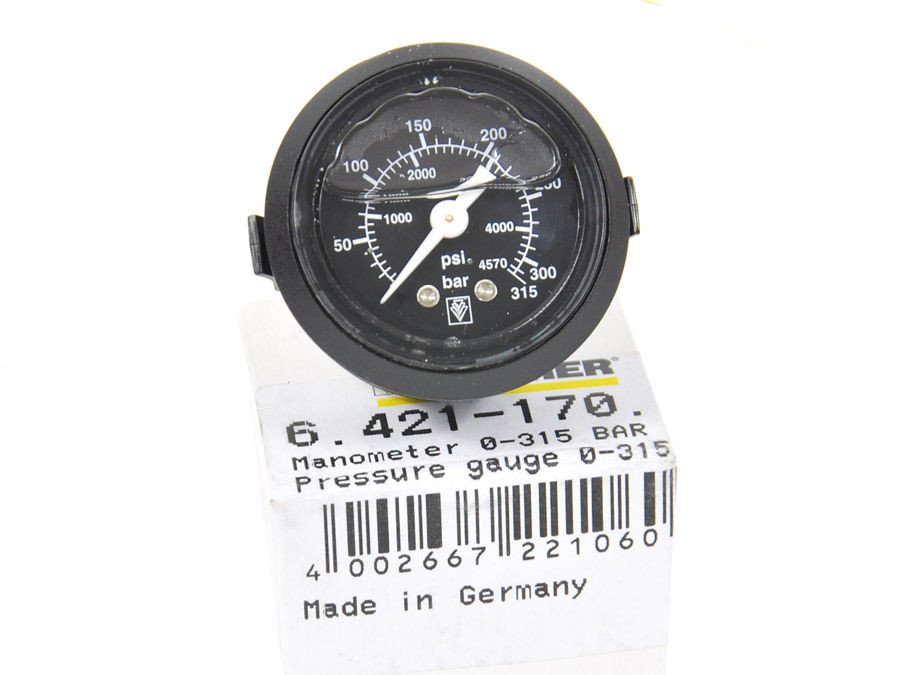 150
200
100
2000
50
1000
4000
psi
4570
300
bar
315
6.421-170.
Manometer 0-315 BAR
Pressure gauge 0-315
4 002667 221060
Made in Germany